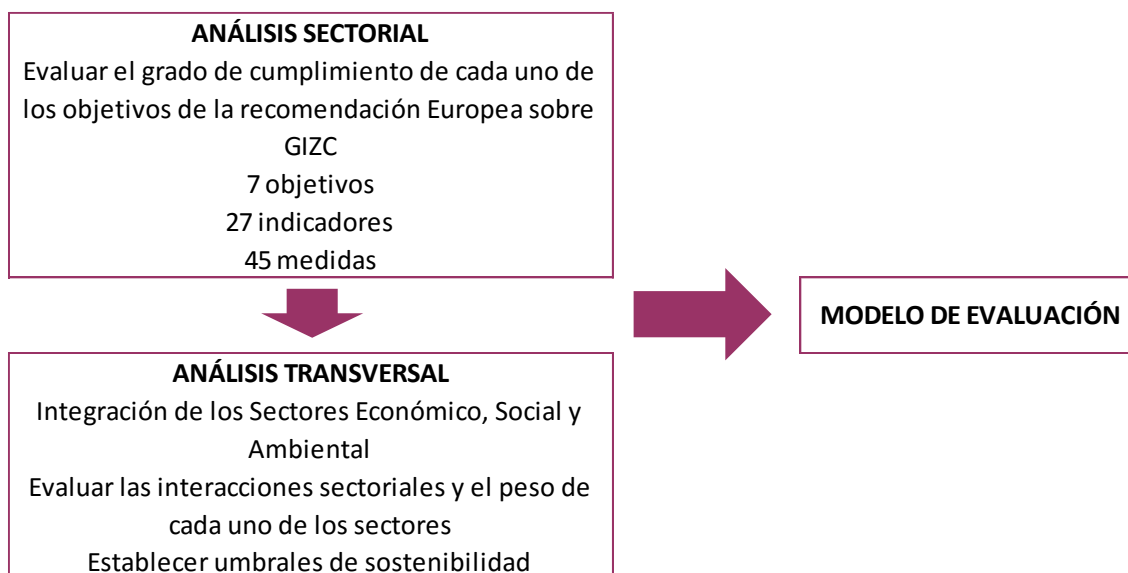 ANÁLISIS SECTORIAL
Evaluar el grado de cumplimiento de cada uno de
los objetivos de la recomendación Europea sobre
GIZC
7 objetivos
27 indicadores
45 medidas
MODELO DE EVALUACIÓN
ANÁLISIS TRANSVERSAL
Integración de los Sectores Económico, Social y
Ambiental
Evaluar las interacciones sectoriales y el peso de
cada uno de los sectores
Establecer umbrales de sostenibilidad